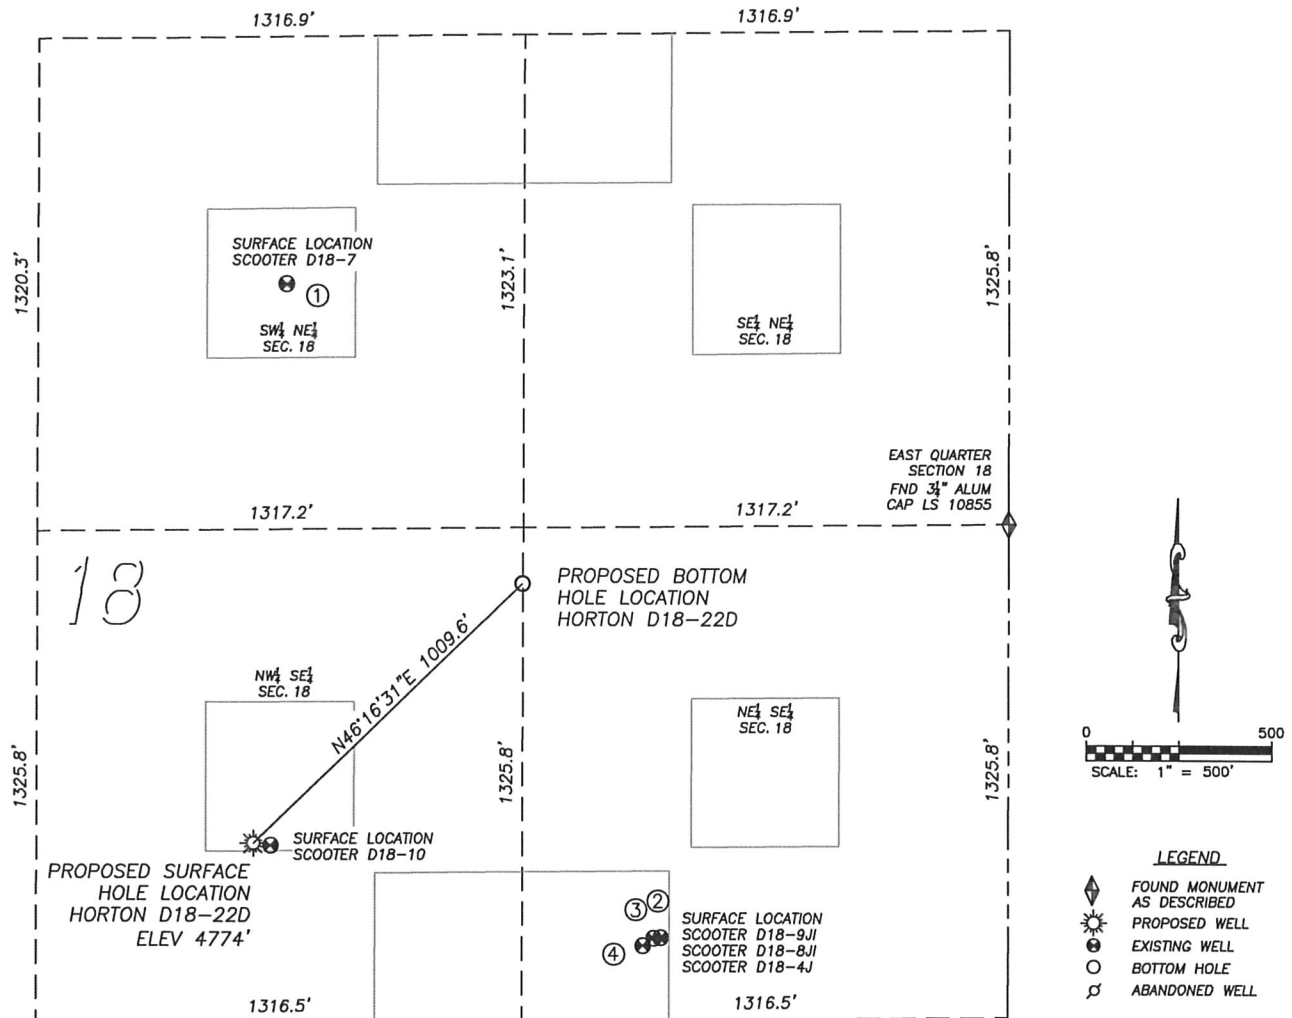 1316.9'
1316.9'
1320.3'
SURFACE LOCATION
SCOOTER D18-7
①
SW¼ NE¼
SEC. 18
1323.1'
SE¼ NE¼
SEC. 18
1325.8'
EAST QUARTER
SECTION 18
FND 3¼" ALUM
CAP LS 10855
1317.2'
1317.2'
18
PROPOSED BOTTOM
HOLE LOCATION
HORTON D18-22D
N46°16'31"E 1009.6'
NW¼ SE¼
SEC. 18
NE¼ SE¼
SEC. 18
1325.8'
1325.8'
1325.8'
SURFACE LOCATION
SCOOTER D18-10
PROPOSED SURFACE
HOLE LOCATION
HORTON D18-22D
ELEV 4774'
③ ②
④
SURFACE LOCATION
SCOOTER D18-9JI
SCOOTER D18-8JI
SCOOTER D18-4J
1316.5'
1316.5'
0 500
SCALE: 1" = 500'
LEGEND
FOUND MONUMENT
AS DESCRIBED
PROPOSED WELL
EXISTING WELL
BOTTOM HOLE
ABANDONED WELL